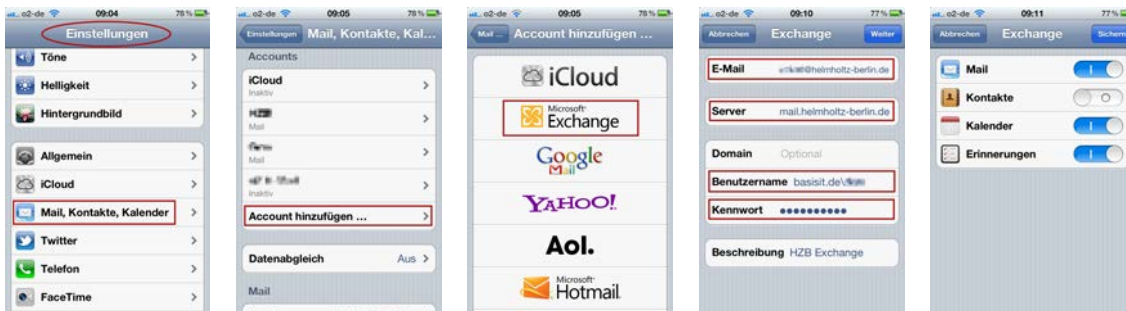 o2-de 09:04 78 %
Einstellungen
Töne
Helligkeit
Hintergrundbild
Allgemein
iCloud
Mail, Kontakte, Kalender
Twitter
Telefon
FaceTime
o2-de 09:05 78 %
Einstellungen Mail, Kontakte, Kal...
Accounts
iCloud
Inaktiv
Mail
Mail
Inaktiv
Account hinzufügen ...
Datenabgleich Aus
Mail
o2-de 09:05 78 %
Mail ... Account hinzufügen ...
iCloud
Microsoft
Exchange
Google
Mail
YAHOO!
Aol.
Microsoft
Hotmail
o2-de 09:10 77 %
Abbrechen Exchange Weiter
E-Mail @helmholtz-berlin.de
Server mail.helmholtz-berlin.de
Domain Optional
Benutzername basisit.de\
Kennwort
Beschreibung HZB Exchange
o2-de 09:11 77 %
Abbrechen Exchange Sichern
Mail
Kontakte
Kalender
Erinnerungen